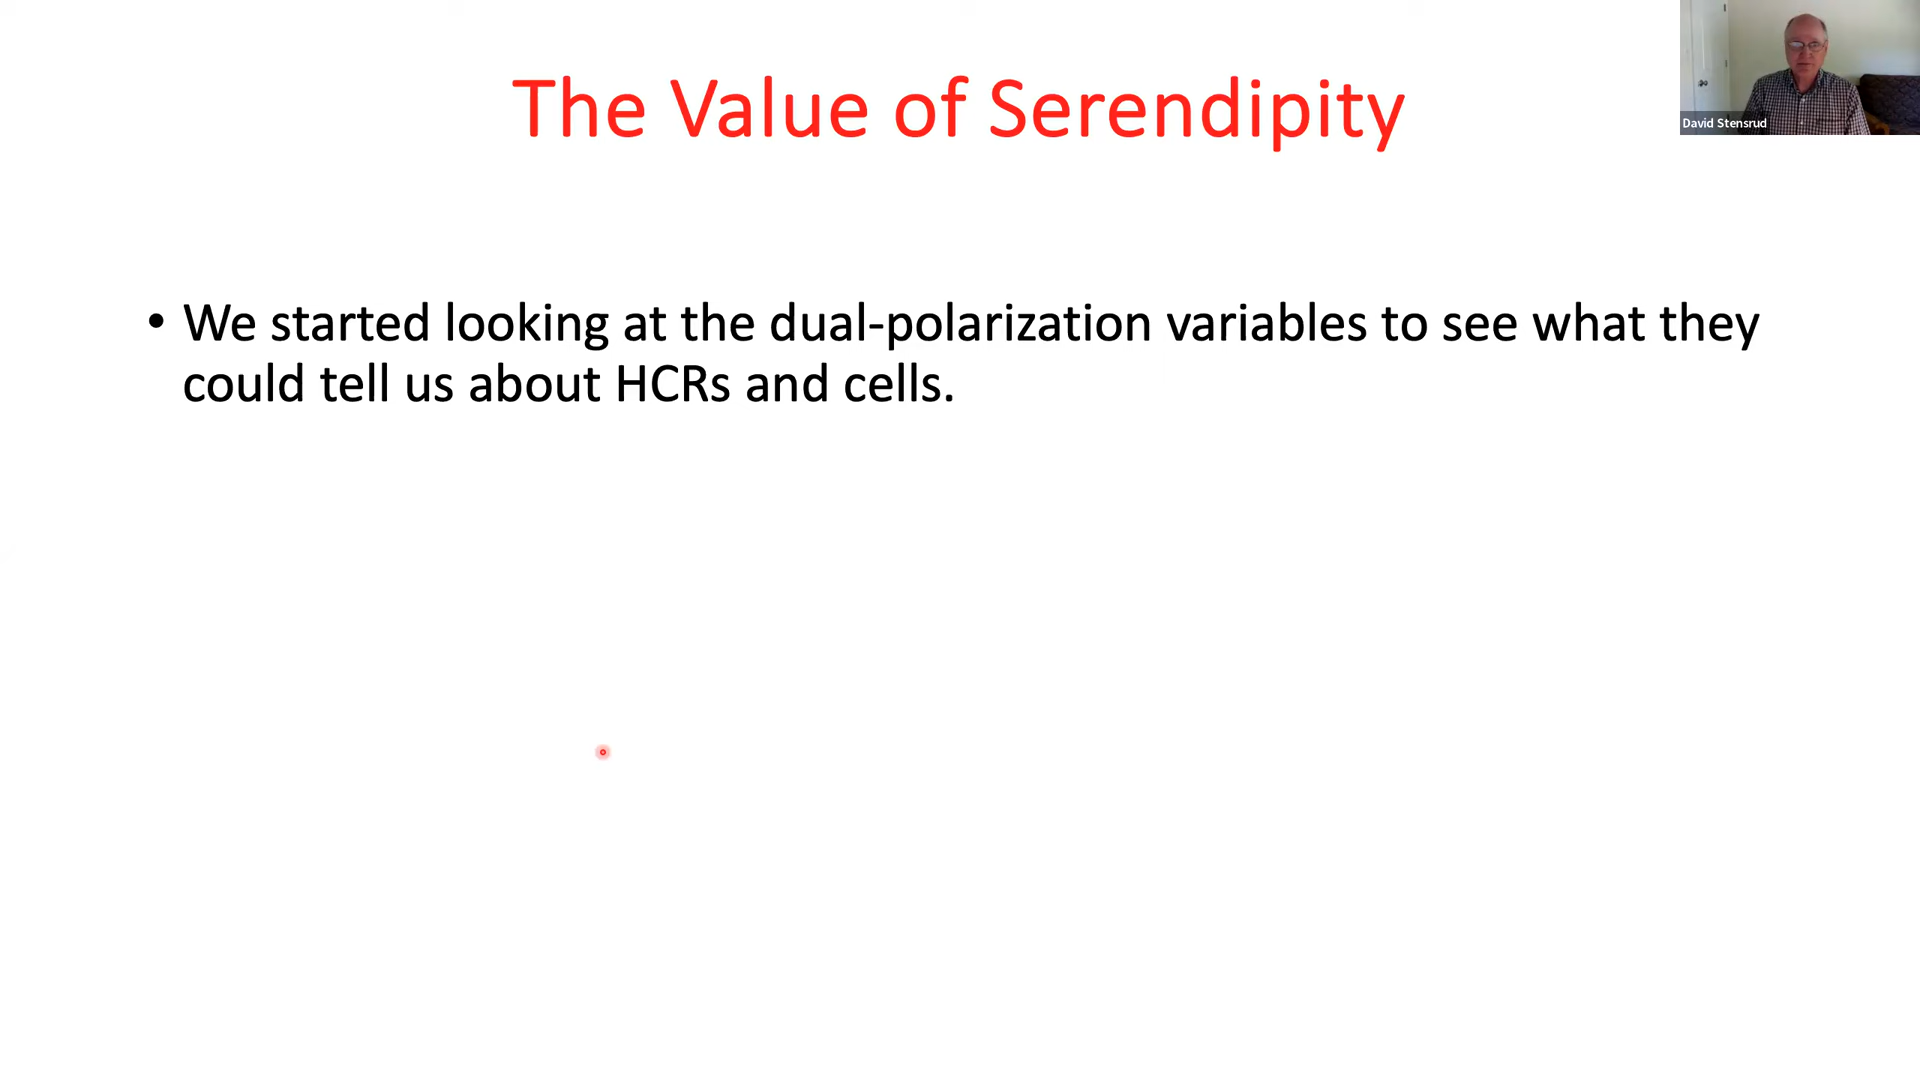 The Value of Serendipity
David Stensrud
• We started looking at the dual-polarization variables to see what they
could tell us about HCRs and cells.